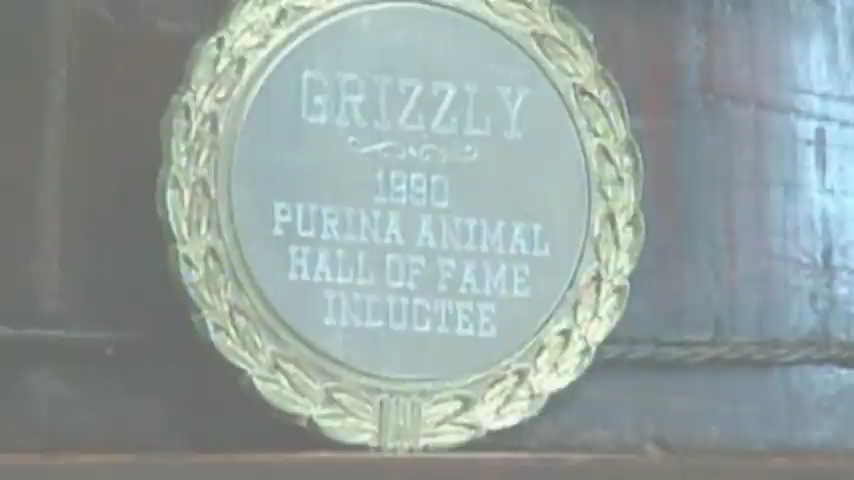 GRIZZLY
1990
PURINA ANIMAL
HALL OF FAME
INDUCTEE